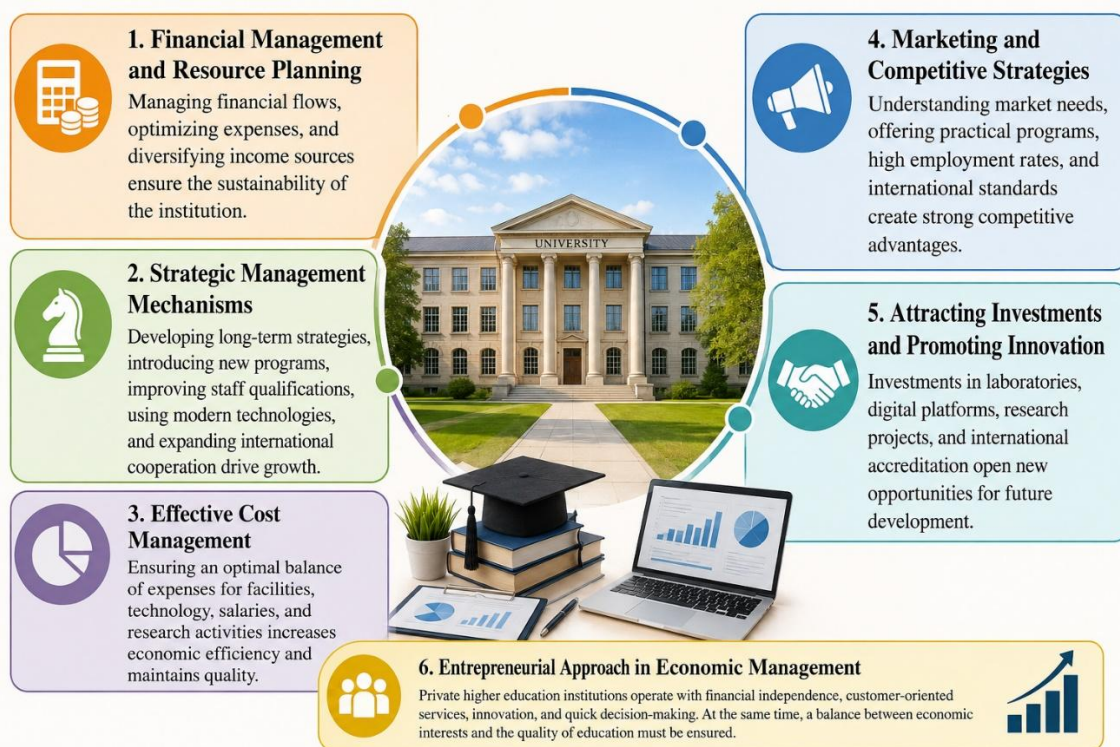 1. Financial Management
and Resource Planning
Managing financial flows,
optimizing expenses, and
diversifying income sources
ensure the sustainability of
the institution.
2. Strategic Management
Mechanisms
Developing long-term strategies,
introducing new programs,
improving staff qualifications,
using modern technologies,
and expanding international
cooperation drive growth.
3. Effective Cost
Management
Ensuring an optimal balance
of expenses for facilities,
technology, salaries, and
research activities increases
economic efficiency and
maintains quality.
UNIVERSITY
4. Marketing and
Competitive Strategies
Understanding market needs,
offering practical programs,
high employment rates, and
international standards
create strong competitive
advantages.
5. Attracting Investments
and Promoting Innovation
Investments in laboratories,
digital platforms, research
projects, and international
accreditation open new
opportunities for future
development.
6. Entrepreneurial Approach in Economic Management
Private higher education institutions operate with financial independence, customer-oriented
services, innovation, and quick decision-making. At the same time, a balance between economic
interests and the quality of education must be ensured.